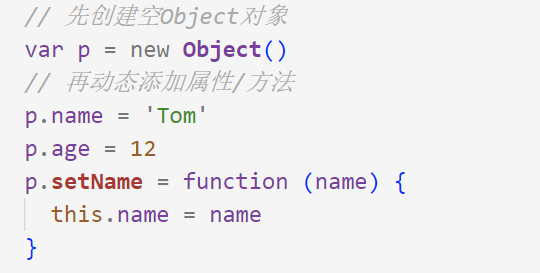 // 先创建空Object对象
var p = new Object()
// 再动态添加属性/方法
p.name = 'Tom'
p.age = 12
p.setName = function (name) {
  this.name = name
}